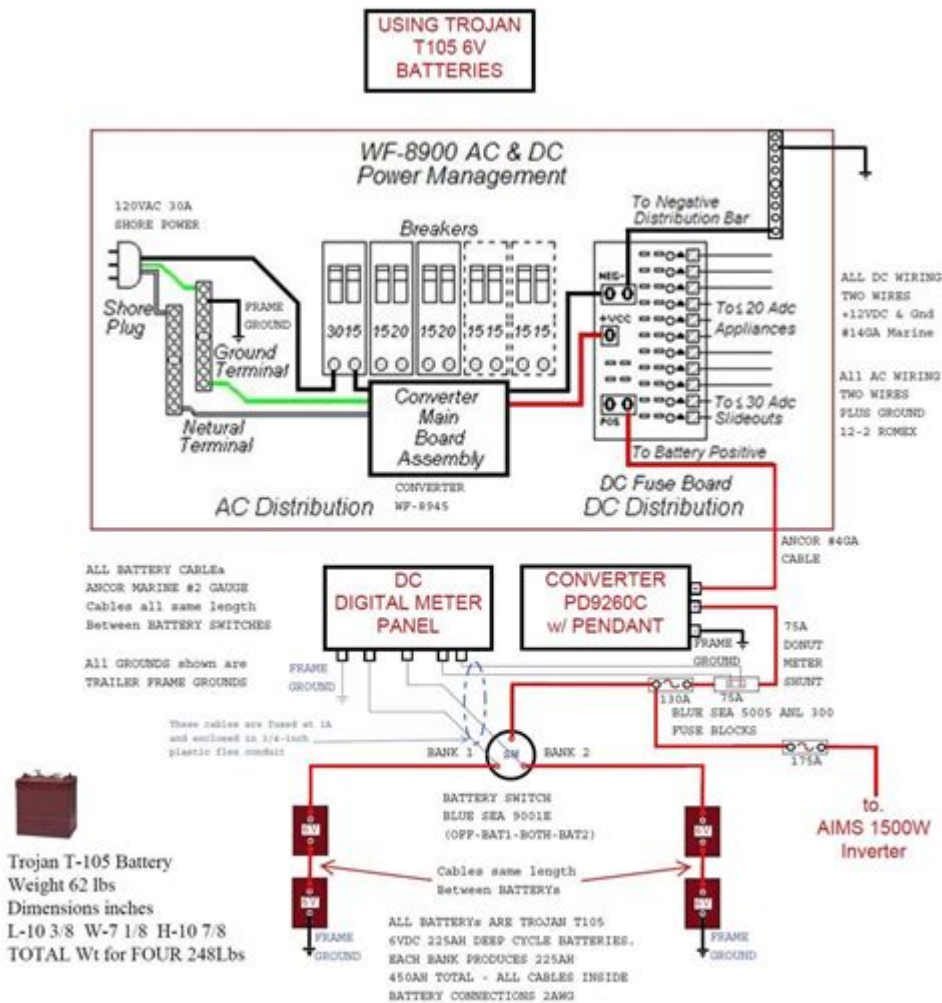 USING TROJAN
T105 6V
BATTERIES
WF-8900 AC & DC
Power Management
120VAC 30A
SHORE POWER
Breakers
To Negative
Distribution Bar
NEG-
+VCC
POS
Shore
Plug
FRAME
GROUND
Ground
Terminal
Netural
Terminal
3015
1520
1520
1515
1515
Converter
Main
Board
Assembly
CONVERTER
WF-8945
To≤ 20 Adc
Appliances
To≤ 30 Adc
Slideouts
To Battery Positive
DC Fuse Board
AC Distribution
DC Distribution
ALL DC WIRING
TWO WIRES
+12VDC & Gnd
#14GA Marine
All AC WIRING
TWO WIRES
PLUS GROUND
12-2 ROMEX
ANCOR #4GA
CABLE
ALL BATTERY CABLEs
ANCOR MARINE #2 GAUGE
Cables all same length
Between BATTERY SWITCHES
All GROUNDS shown are
TRAILER FRAME GROUNDS
DC
DIGITAL METER
PANEL
CONVERTER
PD9260C
w/ PENDANT
FRAME
GROUND
75A
DONUT
METER
SHUNT
FRAME
GROUND
130A
75A
BLUE SEA 5005 ANL 300
FUSE BLOCKS
175A
These cables are fused at 1A
and enclosed in 3/4-inch
plastic flex conduit
BANK 1
SW
BANK 2
BATTERY SWITCH
BLUE SEA 9001E
(OFF-BAT1-BOTH-BAT2)
to.
AIMS 1500W
Inverter
6V
6V
6V
6V
Cables same length
Between BATTERYs
FRAME
GROUND
FRAME
GROUND
ALL BATTERYs ARE TROJAN T105
6VDC 225AH DEEP CYCLE BATTERIES.
EACH BANK PRODUCES 225AH
450AH TOTAL - ALL CABLES INSIDE
BATTERY CONNECTIONS 2AWG
Trojan T-105 Battery
Weight 62 lbs
Dimensions inches
L-10 3/8 W-7 1/8 H-10 7/8
TOTAL Wt for FOUR 248Lbs